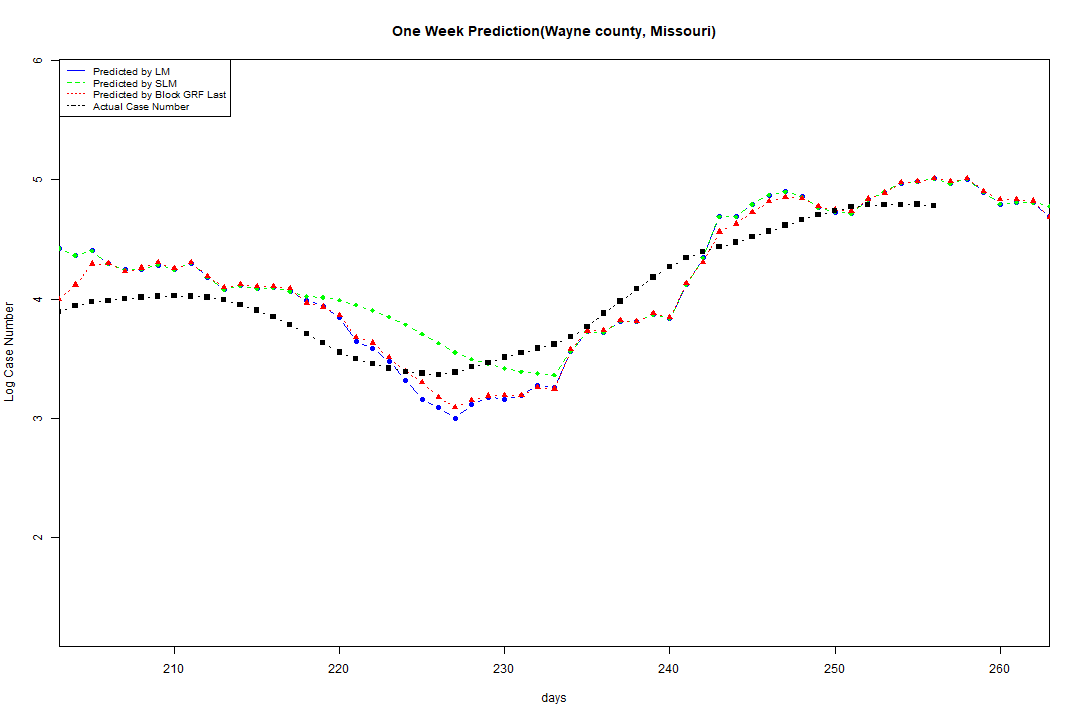 One Week Prediction(Wayne county, Missouri)
Predicted by LM
Predicted by SLM
Predicted by Block GRF Last
Actual Case Number
6
5
4
3
2
Log Case Number
210 220 230 240 250 260
days